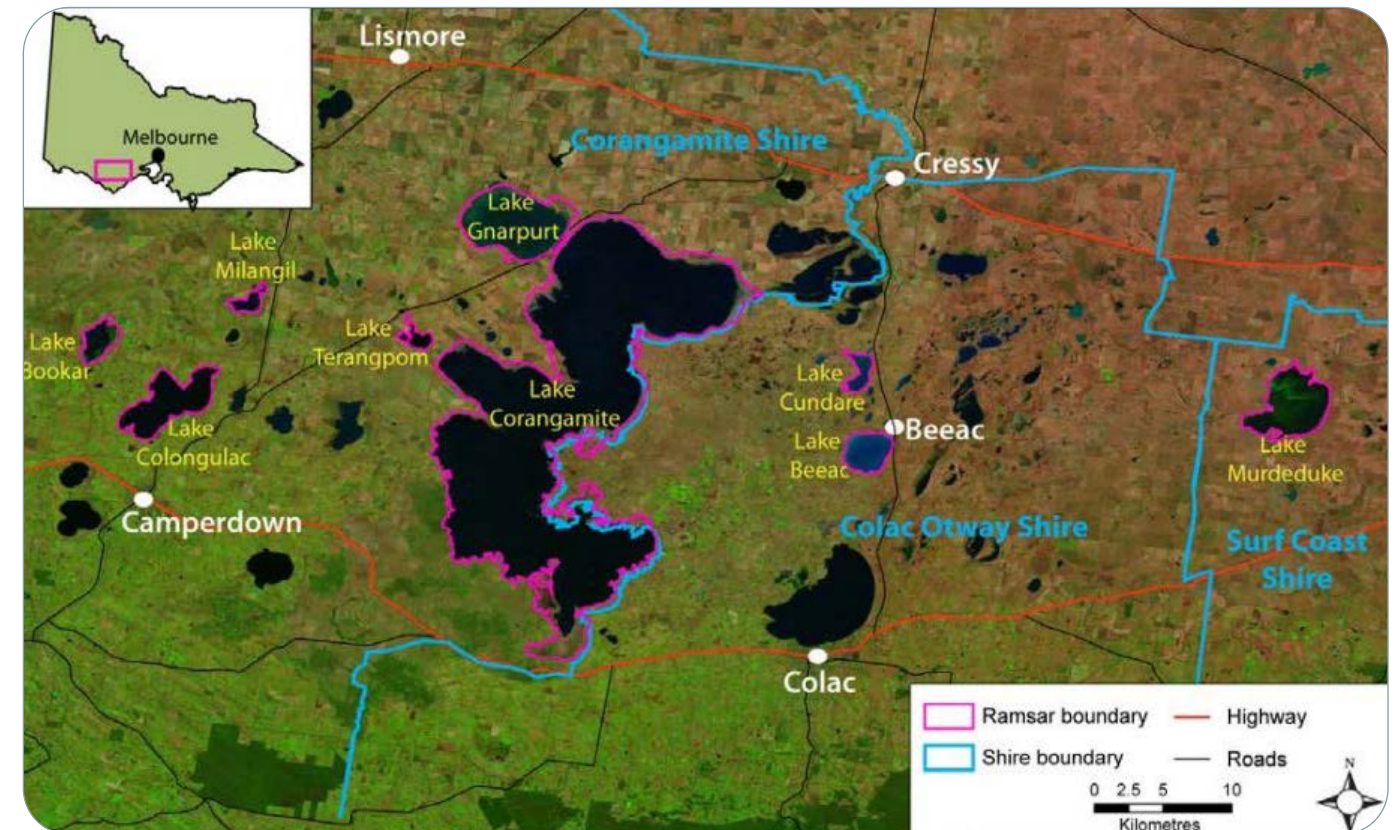 Melbourne
Lismore
Corangamite Shire
Cressy
Lake
Gnarpurt
Lake
Milangil
Lake
Bookar
Lake
Terangpom
Lake
Corangamite
Lake
Cundare
Lake
Colongulac
Lake
Beeac
Beeac
Lake
Murdeduke
Camperdown
Colac Otway Shire
Surf Coast
Shire
Colac
Ramsar boundary
Highway
Shire boundary
Roads
0 2.5 5 10
Kilometres
N